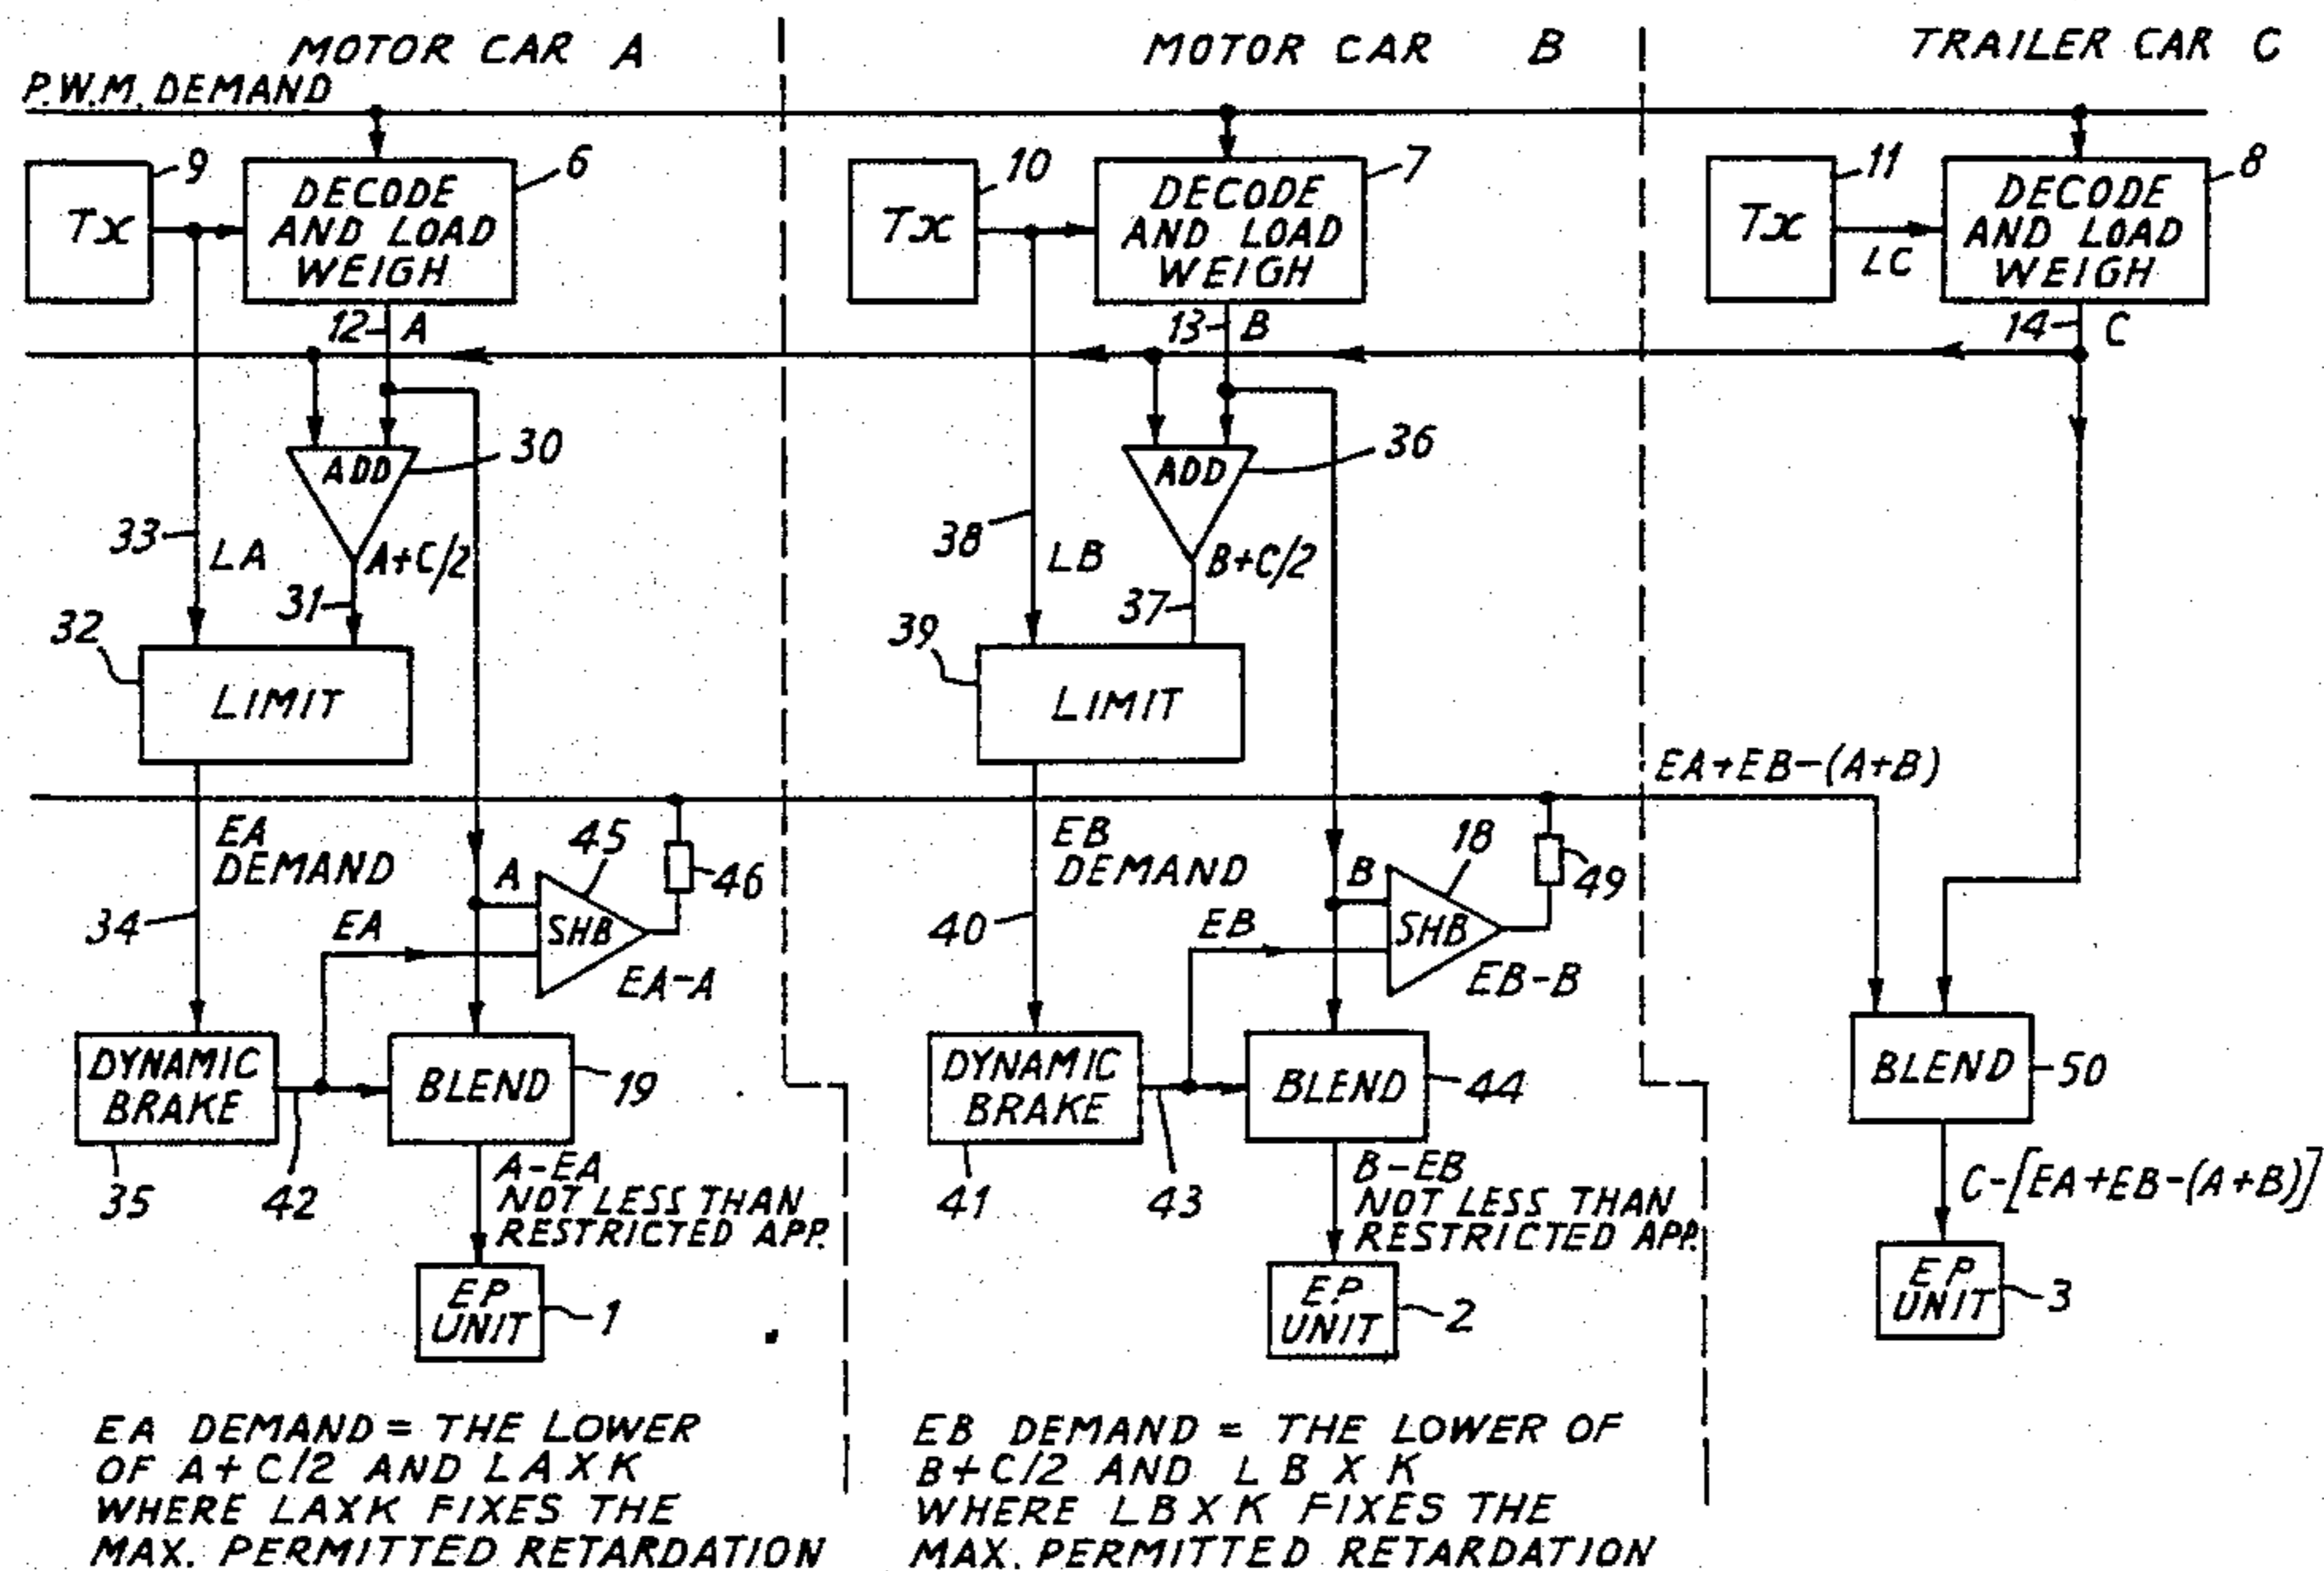 MOTOR CAR A
MOTOR CAR B
TRAILER CAR C
P.W.M. DEMAND
Tx
9
DECODE
AND LOAD
WEIGH
6
Tx
10
DECODE
AND LOAD
WEIGH
7
Tx
11
LC
DECODE
AND LOAD
WEIGH
8
12 A
13 B
14 C
ADD
30
ADD
36
33
LA
A+C/2
31
38
LB
B+C/2
37
32
LIMIT
39
LIMIT
EA+EB-(A+B)
EA
DEMAND
45
46
A
SHB
EA
EA-A
34
EB
DEMAND
18
49
B
SHB
EB
EB-B
40
DYNAMIC
BRAKE
35
42
BLEND
19
DYNAMIC
BRAKE
41
43
BLEND
44
BLEND
50
A-EA
NOT LESS THAN
RESTRICTED APP.
B-EB
NOT LESS THAN
RESTRICTED APP.
C-[EA+EB-(A+B)]
EP
UNIT
1
EP
UNIT
2
EP
UNIT
3
EA DEMAND = THE LOWER
OF A+C/2 AND LAXK
WHERE LAXK FIXES THE
MAX. PERMITTED RETARDATION
EB DEMAND = THE LOWER OF
B+C/2 AND LB X K
WHERE LBXK FIXES THE
MAX. PERMITTED RETARDATION